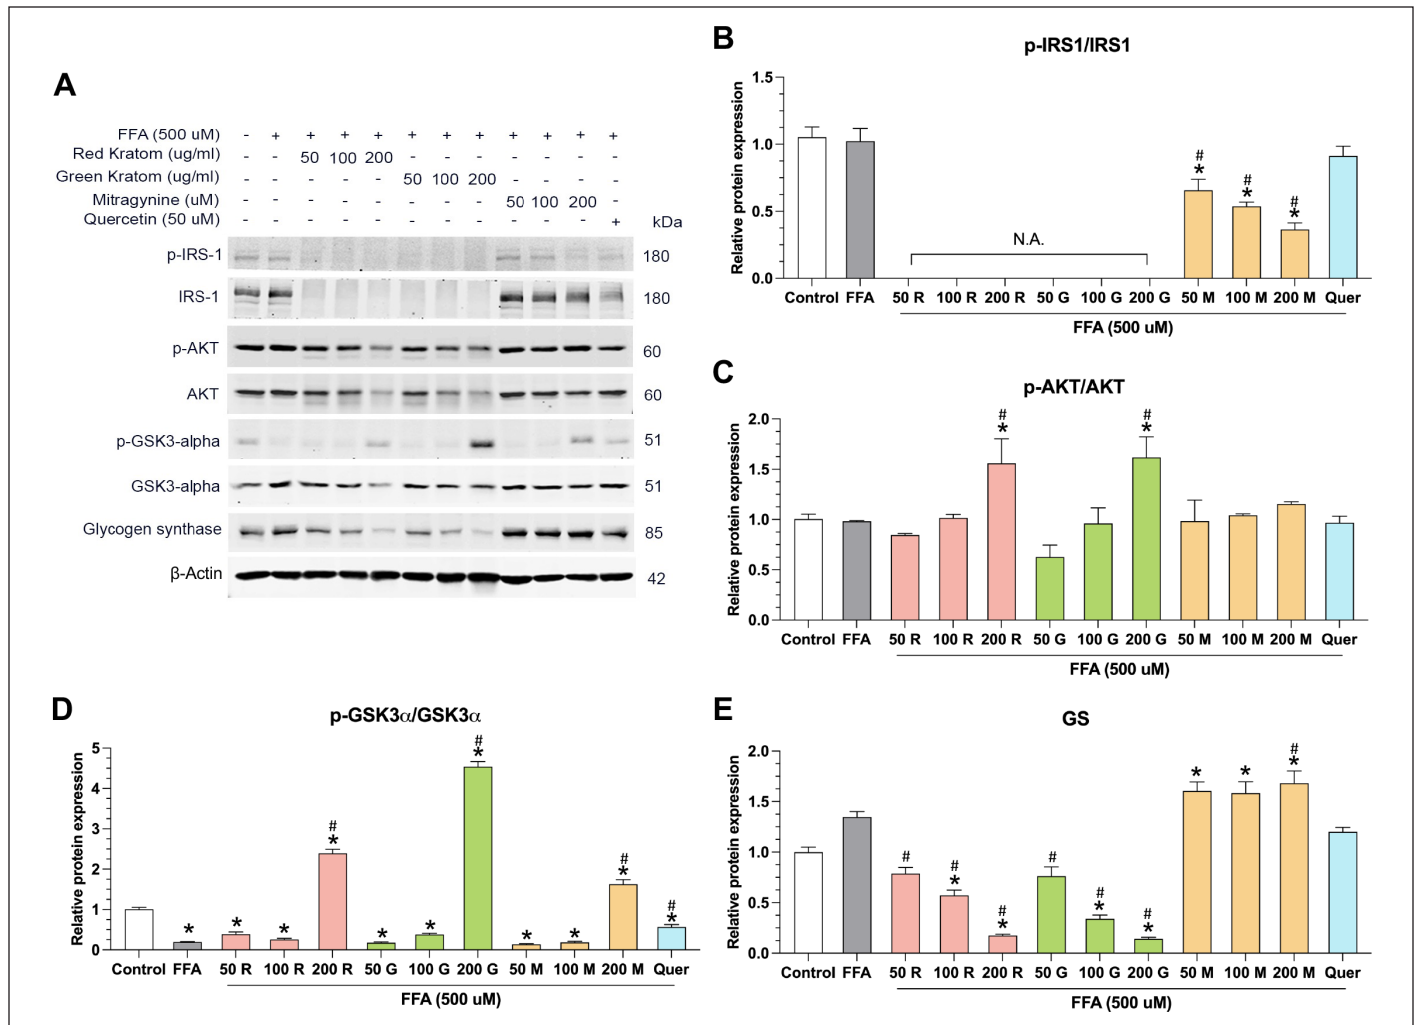 A
FFA (500 uM) - + + + + + + + + + + +
Red Kratom (ug/ml) - - 50 100 200 - - - - - - -
Green Kratom (ug/ml) - - - - - 50 100 200 - - - -
Mitragynine (uM) - - - - - - - - 50 100 200 -
Quercetin (50 uM) - - - - - - - - - - - +
kDa
p-IRS-1 180
IRS-1 180
p-AKT 60
AKT 60
p-GSK3-alpha 51
GSK3-alpha 51
Glycogen synthase 85
β-Actin 42
B
p-IRS1/IRS1
Relative protein expression
1.5
1.0
0.5
0.0
N.A.
# # #
* * *
Control FFA 50 R 100 R 200 R 50 G 100 G 200 G 50 M 100 M 200 M Quer
FFA (500 uM)
C
p-AKT/AKT
Relative protein expression
2.0
1.5
1.0
0.5
0.0
# #
* *
Control FFA 50 R 100 R 200 R 50 G 100 G 200 G 50 M 100 M 200 M Quer
FFA (500 uM)
D
p-GSK3α/GSK3α
Relative protein expression
5
4
3
2
1
0
# # # #
* * * * * * * * * * *
Control FFA 50 R 100 R 200 R 50 G 100 G 200 G 50 M 100 M 200 M Quer
FFA (500 uM)
E
GS
Relative protein expression
2.0
1.5
1.0
0.5
0.0
# # # # # # #
* * * * * * *
Control FFA 50 R 100 R 200 R 50 G 100 G 200 G 50 M 100 M 200 M Quer
FFA (500 uM)